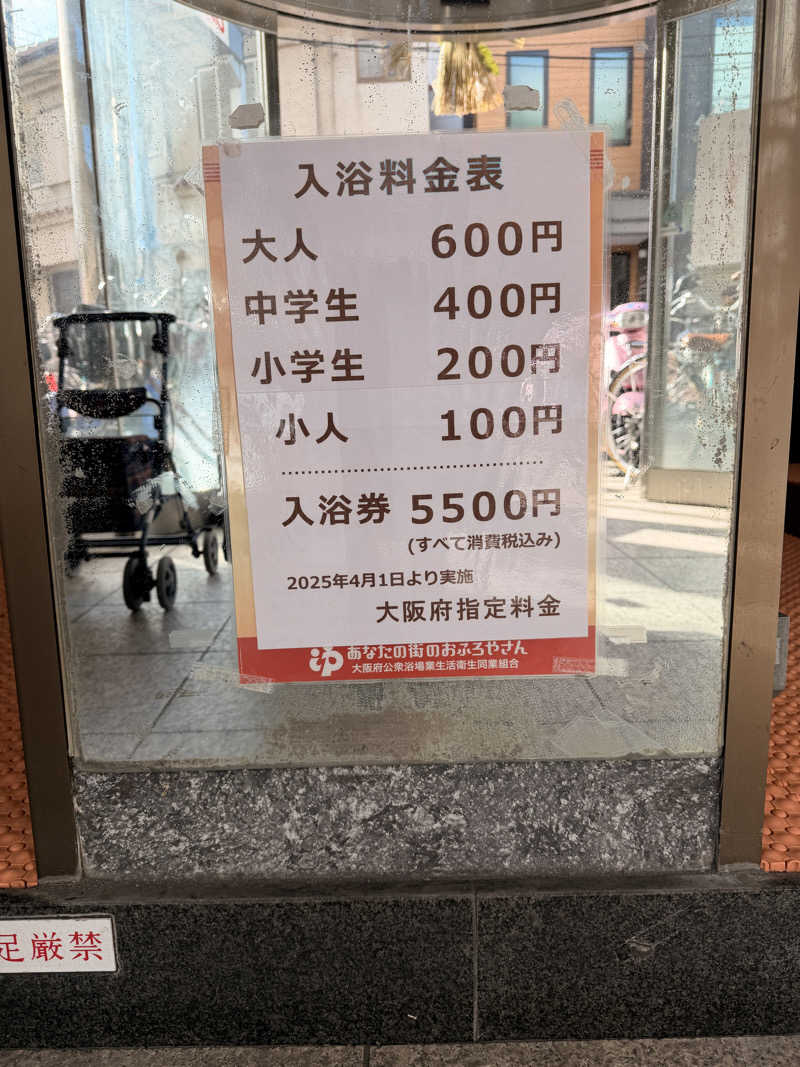 入浴料金表
大人 600円
中学生 400円
小学生 200円
小人 100円
入浴券 5500円
(すべて消費税込み)
2025年4月1日より実施
大阪府指定料金
ゆ あなたの街のおふろやさん
大阪府公衆浴場業生活衛生同業組合
足厳禁